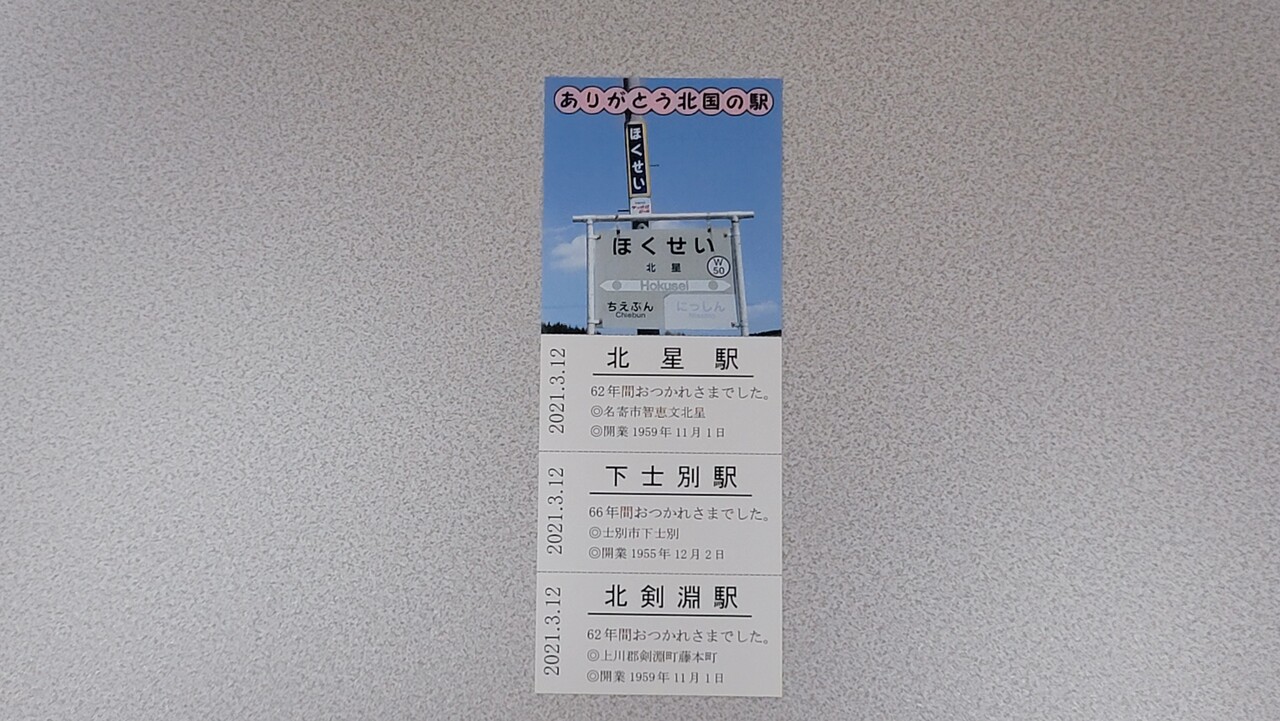 ありがとう北国の駅
ほくせい
ほくせい
北星
W
50
Hokusei
ちえぶん
にっしん
Chiebun
2021.3.12
北星駅
62年間おつかれさまでした。
◎名寄市智恵文北星
◎開業1959年11月1日
2021.3.12
下士別駅
66年間おつかれさまでした。
◎士別市下士別
◎開業1955年12月2日
2021.3.12
北剣淵駅
62年間おつかれさまでした。
◎上川郡剣淵町藤本町
◎開業1959年11月1日